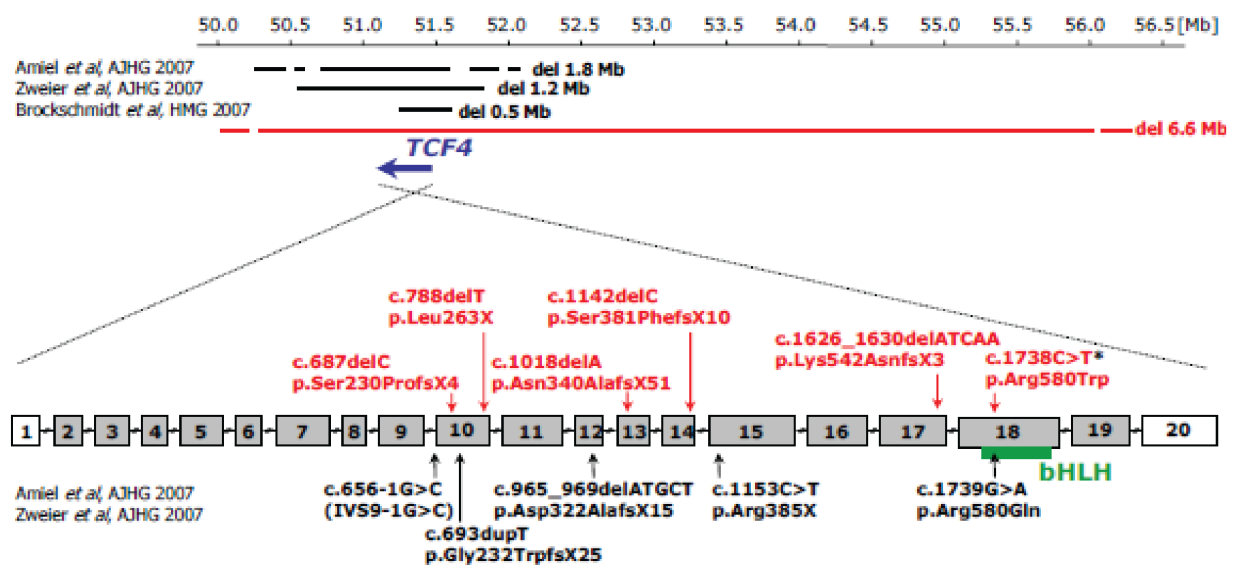 50.0 50.5 51.0 51.5 52.0 52.5 53.0 53.5 54.0 54.5 55.0 55.5 56.0 56.5[Mb]
Amiel et al, AJHG 2007 del 1.8 Mb
Zweier et al, AJHG 2007 del 1.2 Mb
Brockschmidt et al, HMG 2007 del 0.5 Mb
del 6.6 Mb
TCF4
c.788delT
p.Leu263X
c.1142delC
p.Ser381PhefsX10
c.687delC
p.Ser230ProfsX4
c.1018delA
p.Asn340AlafsX51
c.1626_1630delATCAA
p.Lys542AsnfsX3
c.1738C>T*
p.Arg580Trp
1 2 3 4 5 6 7 8 9 10 11 12 13 14 15 16 17 18 19 20
bHLH
Amiel et al, AJHG 2007
Zweier et al, AJHG 2007
c.656-1G>C
(IVS9-1G>C)
c.693dupT
p.Gly232TrpfsX25
c.965_969delATGCT
p.Asp322AlafsX15
c.1153C>T
p.Arg385X
c.1739G>A
p.Arg580Gln